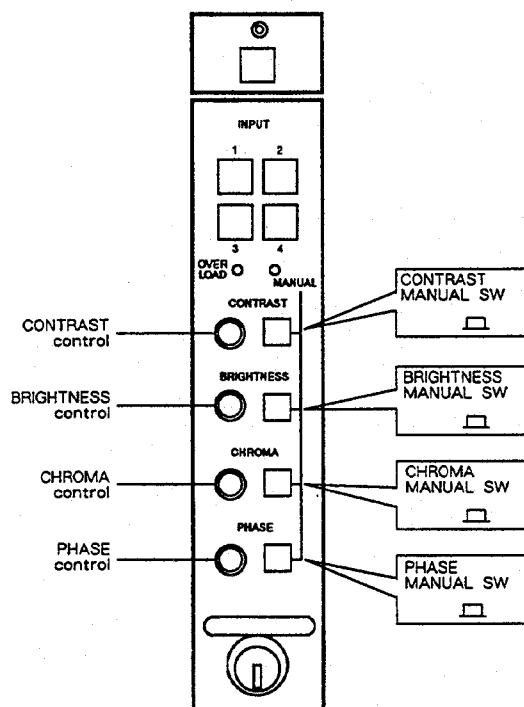 INPUT
1 2
3 4
OVER
LOAD
MANUAL
CONTRAST
CONTRAST
control
CONTRAST
MANUAL SW
BRIGHTNESS
BRIGHTNESS
control
BRIGHTNESS
MANUAL SW
CHROMA
CHROMA
control
CHROMA
MANUAL SW
PHASE
PHASE
control
PHASE
MANUAL SW